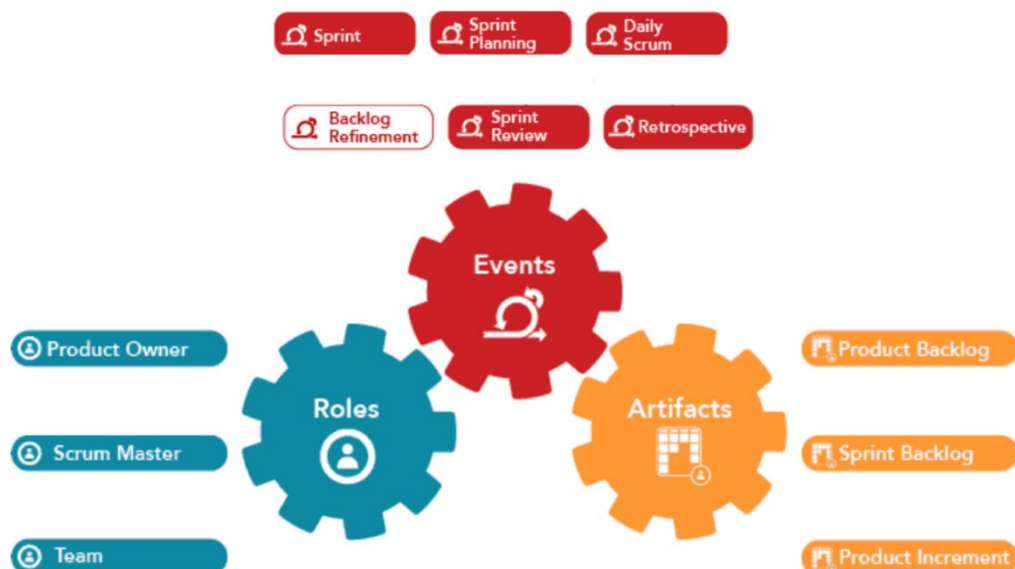 Sprint
Sprint
Planning
Daily
Scrum
Backlog
Refinement
Sprint
Review
Retrospective
Events
Roles
Artifacts
Product Owner
Scrum Master
Team
Product Backlog
Sprint Backlog
Product Increment